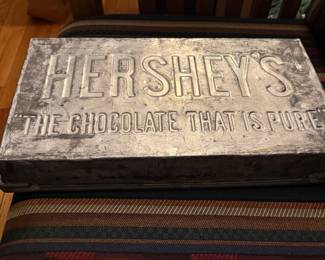 HERSHEY'S
"THE CHOCOLATE THAT IS PURE"